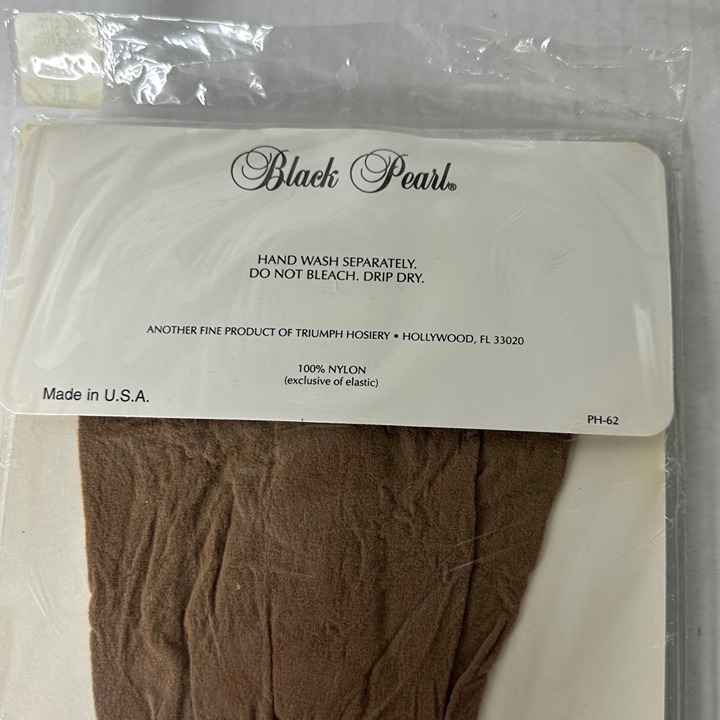 Black Pearl®
HAND WASH SEPARATELY.
DO NOT BLEACH. DRIP DRY.
ANOTHER FINE PRODUCT OF TRIUMPH HOSIERY • HOLLYWOOD, FL 33020
100% NYLON
(exclusive of elastic)
Made in U.S.A.
PH-62